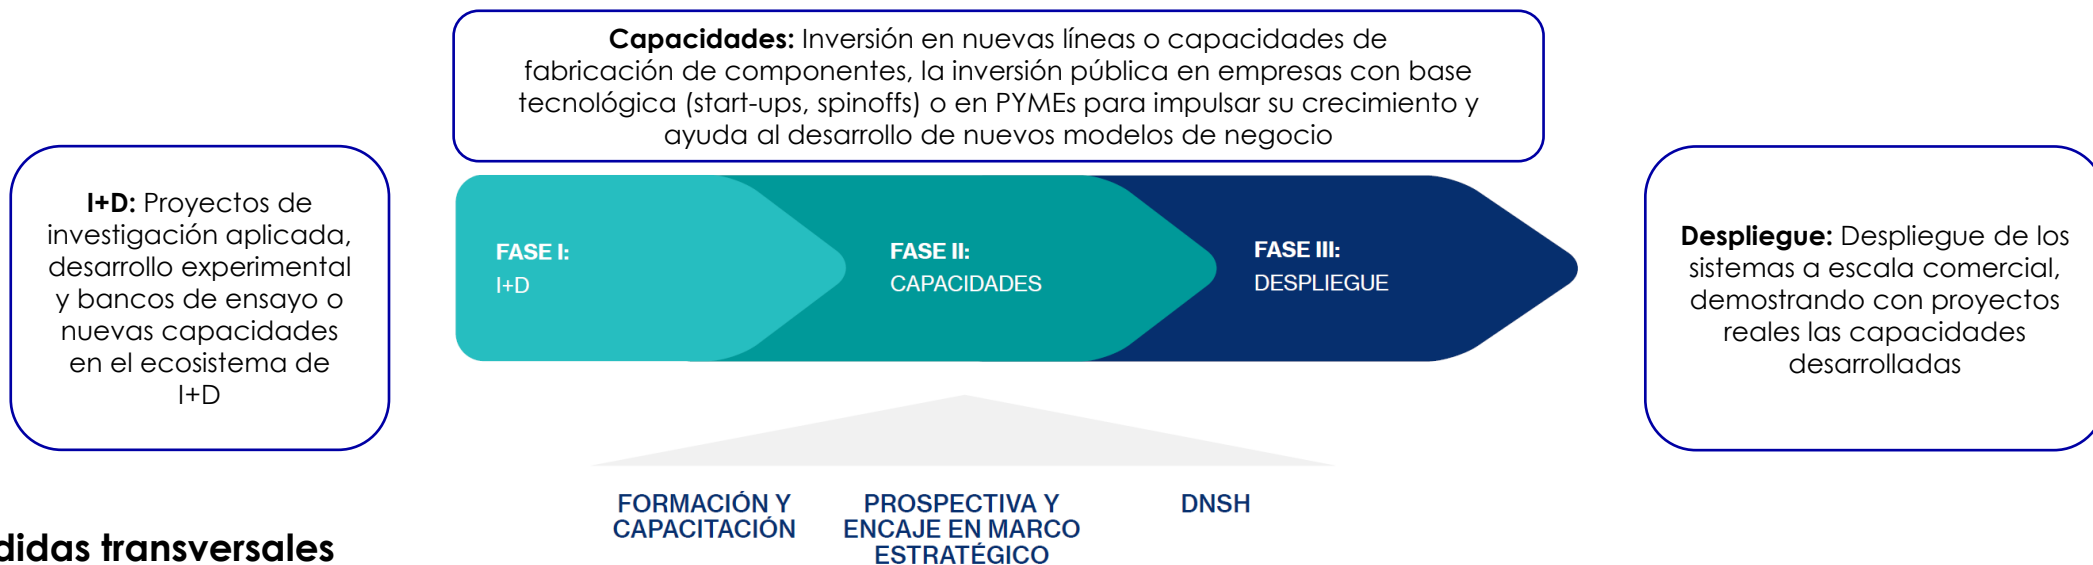 Capacidades: Inversión en nuevas líneas o capacidades de
fabricación de componentes, la inversión pública en empresas con base
tecnológica (start-ups, spinoffs) o en PYMEs para impulsar su crecimiento y
ayuda al desarrollo de nuevos modelos de negocio
I+D: Proyectos de
investigación aplicada,
desarrollo experimental
y bancos de ensayo o
nuevas capacidades
en el ecosistema de
I+D
FASE I:
I+D
FASE II:
CAPACIDADES
FASE III:
DESPLIEGUE
Despliegue: Despliegue de los
sistemas a escala comercial,
demostrando con proyectos
reales las capacidades
desarrolladas
FORMACIÓN Y
CAPACITACIÓN
PROSPECTIVA Y
ENCAJE EN MARCO
ESTRATÉGICO
DNSH
didas transversales